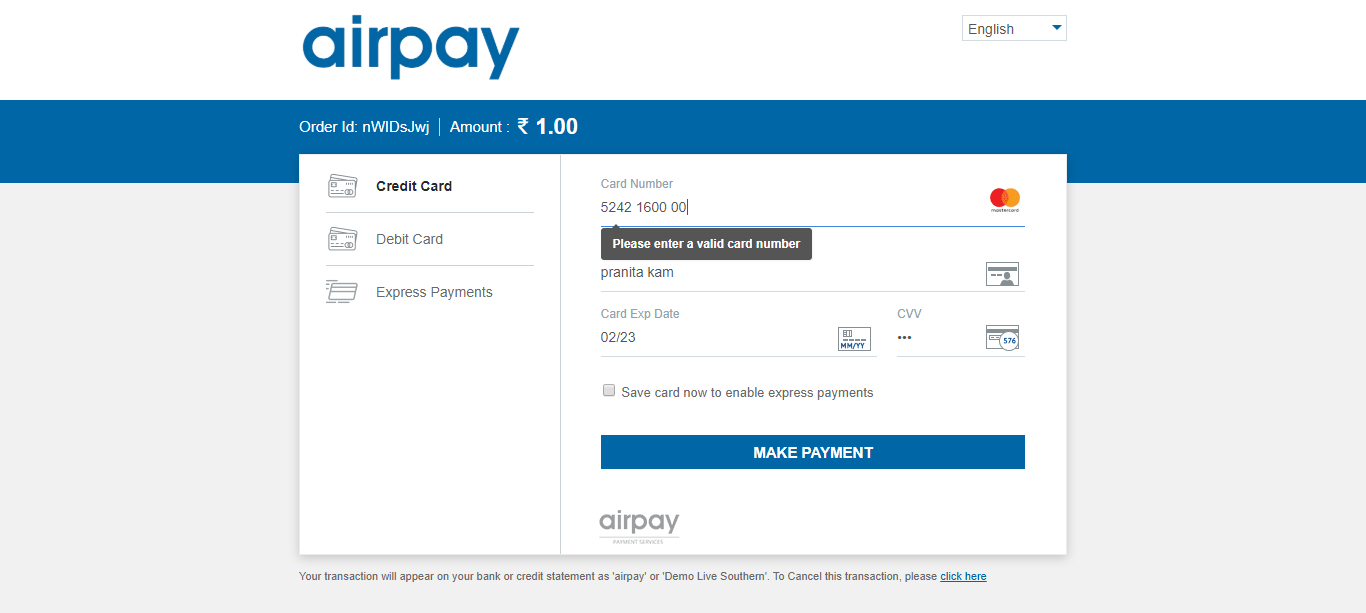 airpay
English
Order Id: nWIDsJwj | Amount : ₹ 1.00
Credit Card
Debit Card
Express Payments
Card Number
5242 1600 00
mastercard
Please enter a valid card number
pranita kam
Card Exp Date
02/23
MM/YY
CVV
•••
576
Save card now to enable express payments
MAKE PAYMENT
airpay
PAYMENT SERVICES
Your transaction will appear on your bank or credit statement as 'airpay' or 'Demo Live Southern'. To Cancel this transaction, please click here